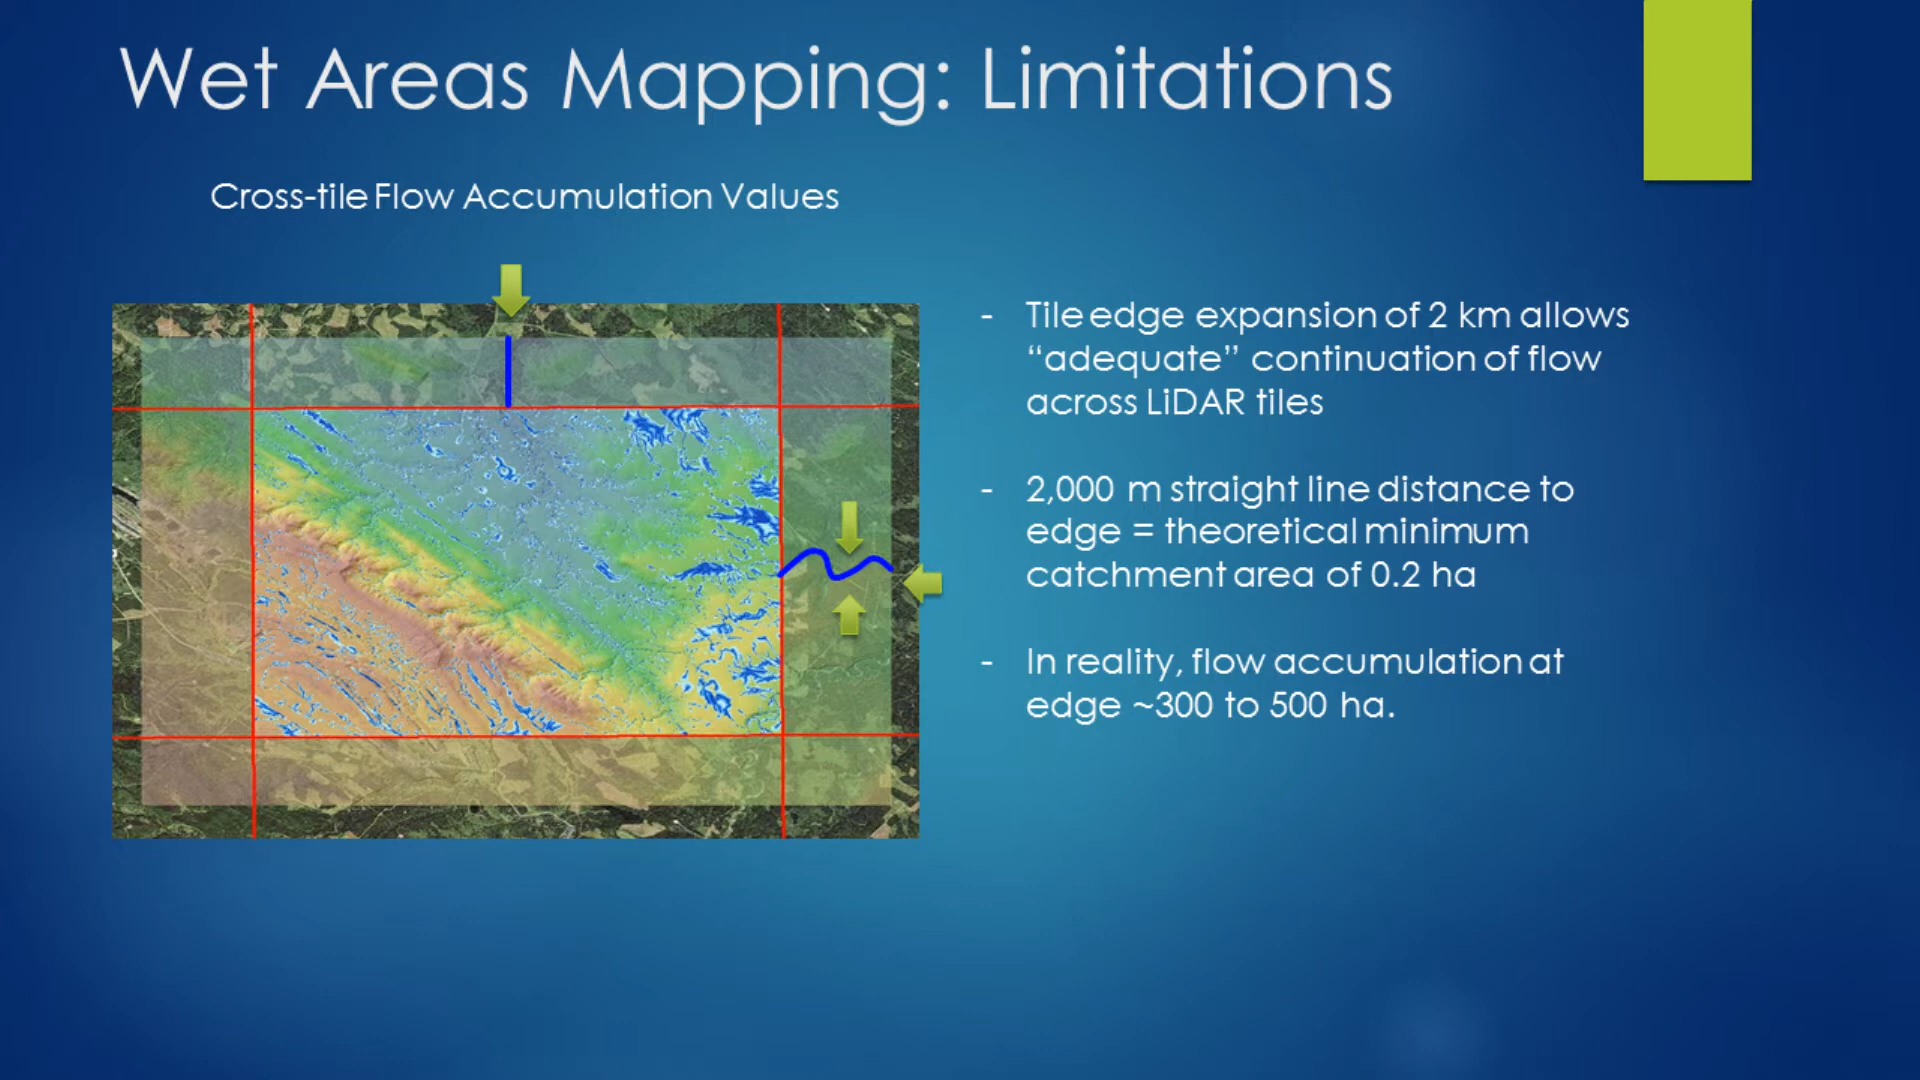 Wet Areas Mapping: Limitations
Cross-tile Flow Accumulation Values
- Tile edge expansion of 2 km allows
“adequate” continuation of flow
across LiDAR tiles
- 2,000 m straight line distance to
edge = theoretical minimum
catchment area of 0.2 ha
- In reality, flow accumulation at
edge ~300 to 500 ha.